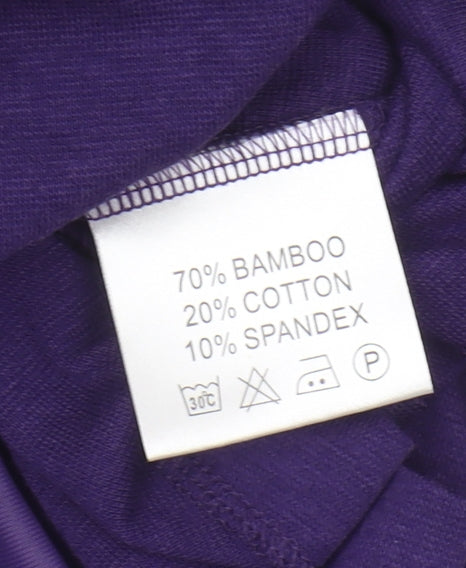 70% BAMBOO
20% COTTON
10% SPANDEX
30℃ P